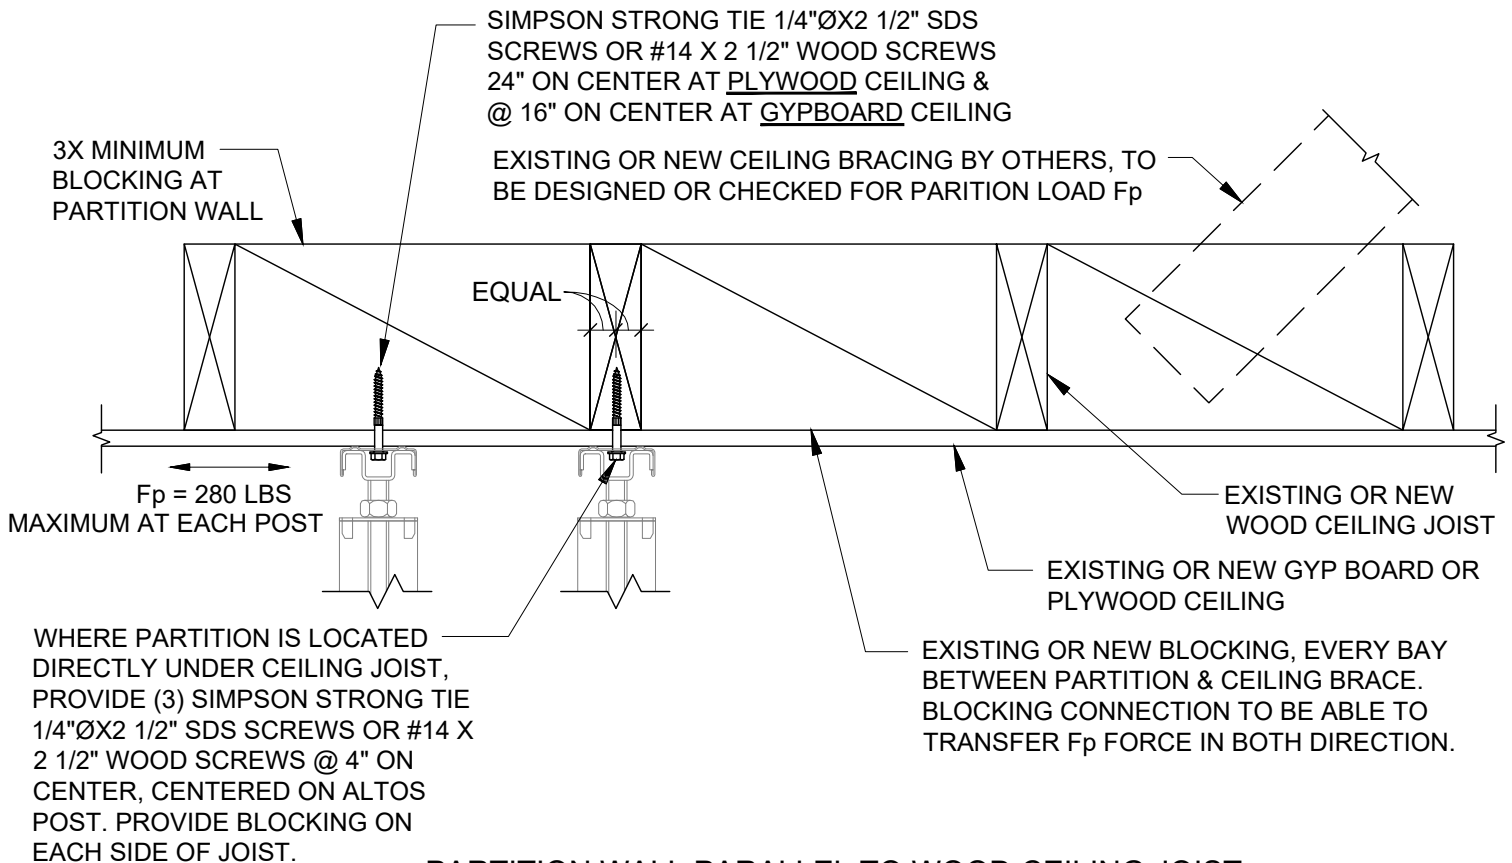 SIMPSON STRONG TIE 1/4"ØX2 1/2" SDS
SCREWS OR #14 X 2 1/2" WOOD SCREWS
24" ON CENTER AT PLYWOOD CEILING &
@ 16" ON CENTER AT GYPBOARD CEILING
3X MINIMUM
BLOCKING AT
PARTITION WALL
EXISTING OR NEW CEILING BRACING BY OTHERS, TO
BE DESIGNED OR CHECKED FOR PARITION LOAD Fp
EQUAL
Fp = 280 LBS
MAXIMUM AT EACH POST
EXISTING OR NEW
WOOD CEILING JOIST
EXISTING OR NEW GYP BOARD OR
PLYWOOD CEILING
WHERE PARTITION IS LOCATED
DIRECTLY UNDER CEILING JOIST,
PROVIDE (3) SIMPSON STRONG TIE
1/4"ØX2 1/2" SDS SCREWS OR #14 X
2 1/2" WOOD SCREWS @ 4" ON
CENTER, CENTERED ON ALTOS
POST. PROVIDE BLOCKING ON
EACH SIDE OF JOIST.
EXISTING OR NEW BLOCKING, EVERY BAY
BETWEEN PARTITION & CEILING BRACE.
BLOCKING CONNECTION TO BE ABLE TO
TRANSFER Fp FORCE IN BOTH DIRECTION.
PARTITION WALL PARALLEL TO WOOD CEILING JOIST